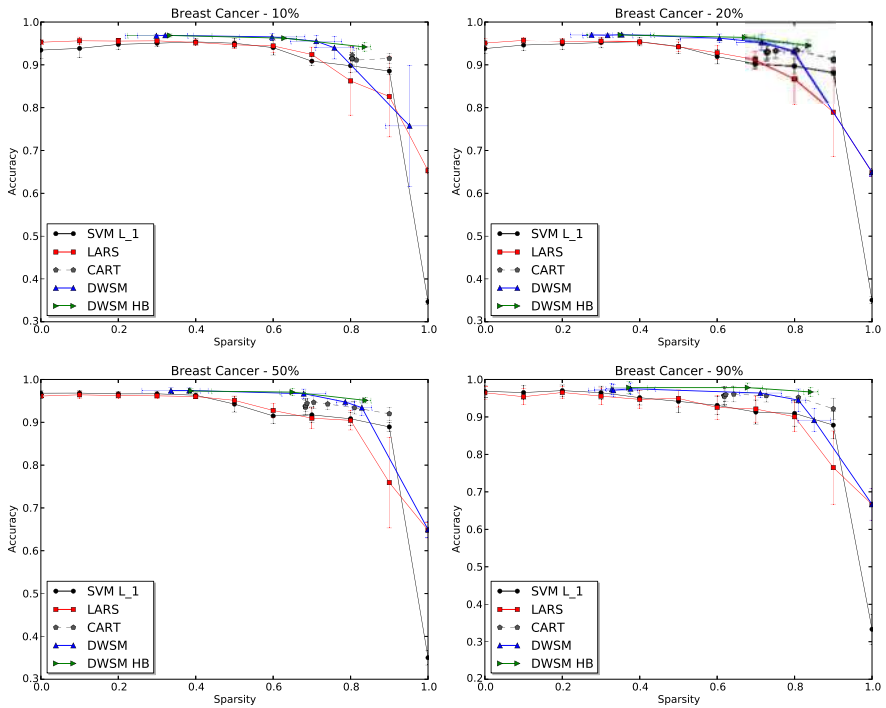 Breast Cancer - 10%
1.0
0.9
0.8
0.7
0.6
0.5
0.4
0.3
Accuracy
SVM L_1
LARS
CART
DWSM
DWSM HB
0.0 0.2 0.4 0.6 0.8 1.0
Sparsity
Breast Cancer - 20%
1.0
0.9
0.8
0.7
0.6
0.5
0.4
0.3
Accuracy
SVM L_1
LARS
CART
DWSM
DWSM HB
0.0 0.2 0.4 0.6 0.8 1.0
Sparsity
Breast Cancer - 50%
1.0
0.9
0.8
0.7
0.6
0.5
0.4
0.3
Accuracy
SVM L_1
LARS
CART
DWSM
DWSM HB
0.0 0.2 0.4 0.6 0.8 1.0
Sparsity
Breast Cancer - 90%
1.0
0.9
0.8
0.7
0.6
0.5
0.4
0.3
0.2
Accuracy
SVM L_1
LARS
CART
DWSM
DWSM HB
0.0 0.2 0.4 0.6 0.8 1.0
Sparsity